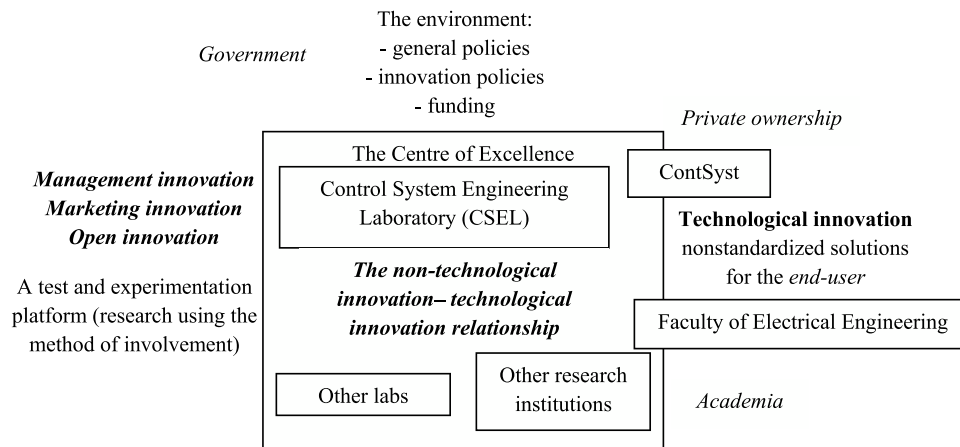 The environment:
- general policies
- innovation policies
- funding
Government
Private ownership
The Centre of Excellence
Control System Engineering
Laboratory (CSEL)
ContSyst
Management innovation
Marketing innovation
Open innovation
Technological innovation
nonstandardized solutions
for the end-user
A test and experimentation
platform (research using the
method of involvement)
The non-technological
innovation– technological
innovation relationship
Faculty of Electrical Engineering
Other labs
Other research
institutions
Academia